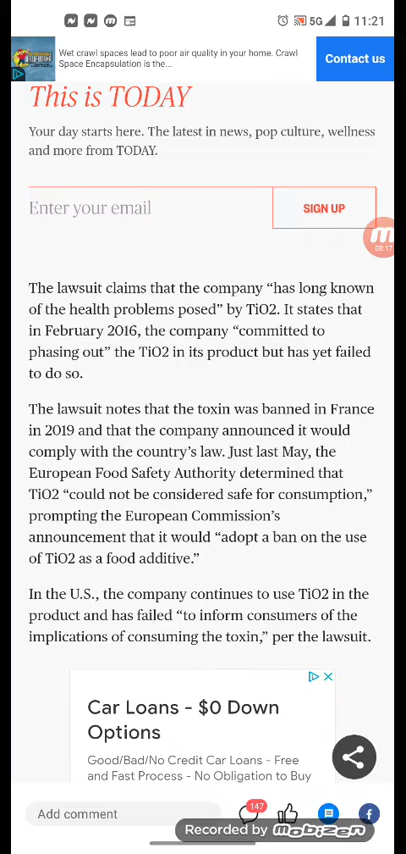 5G 11:21
Wet crawl spaces lead to poor air quality in your home. Crawl
Space Encapsulation is the...
Contact us
This is TODAY
Your day starts here. The latest in news, pop culture, wellness
and more from TODAY.
Enter your email
SIGN UP
08:17
The lawsuit claims that the company “has long known
of the health problems posed” by TiO2. It states that
in February 2016, the company “committed to
phasing out” the TiO2 in its product but has yet failed
to do so.
The lawsuit notes that the toxin was banned in France
in 2019 and that the company announced it would
comply with the country’s law. Just last May, the
European Food Safety Authority determined that
TiO2 “could not be considered safe for consumption,”
prompting the European Commission’s
announcement that it would “adopt a ban on the use
of TiO2 as a food additive.”
In the U.S., the company continues to use TiO2 in the
product and has failed “to inform consumers of the
implications of consuming the toxin,” per the lawsuit.
Car Loans - $0 Down
Options
Good/Bad/No Credit Car Loans - Free
and Fast Process - No Obligation to Buy
Add comment
147
Recorded by mobizen